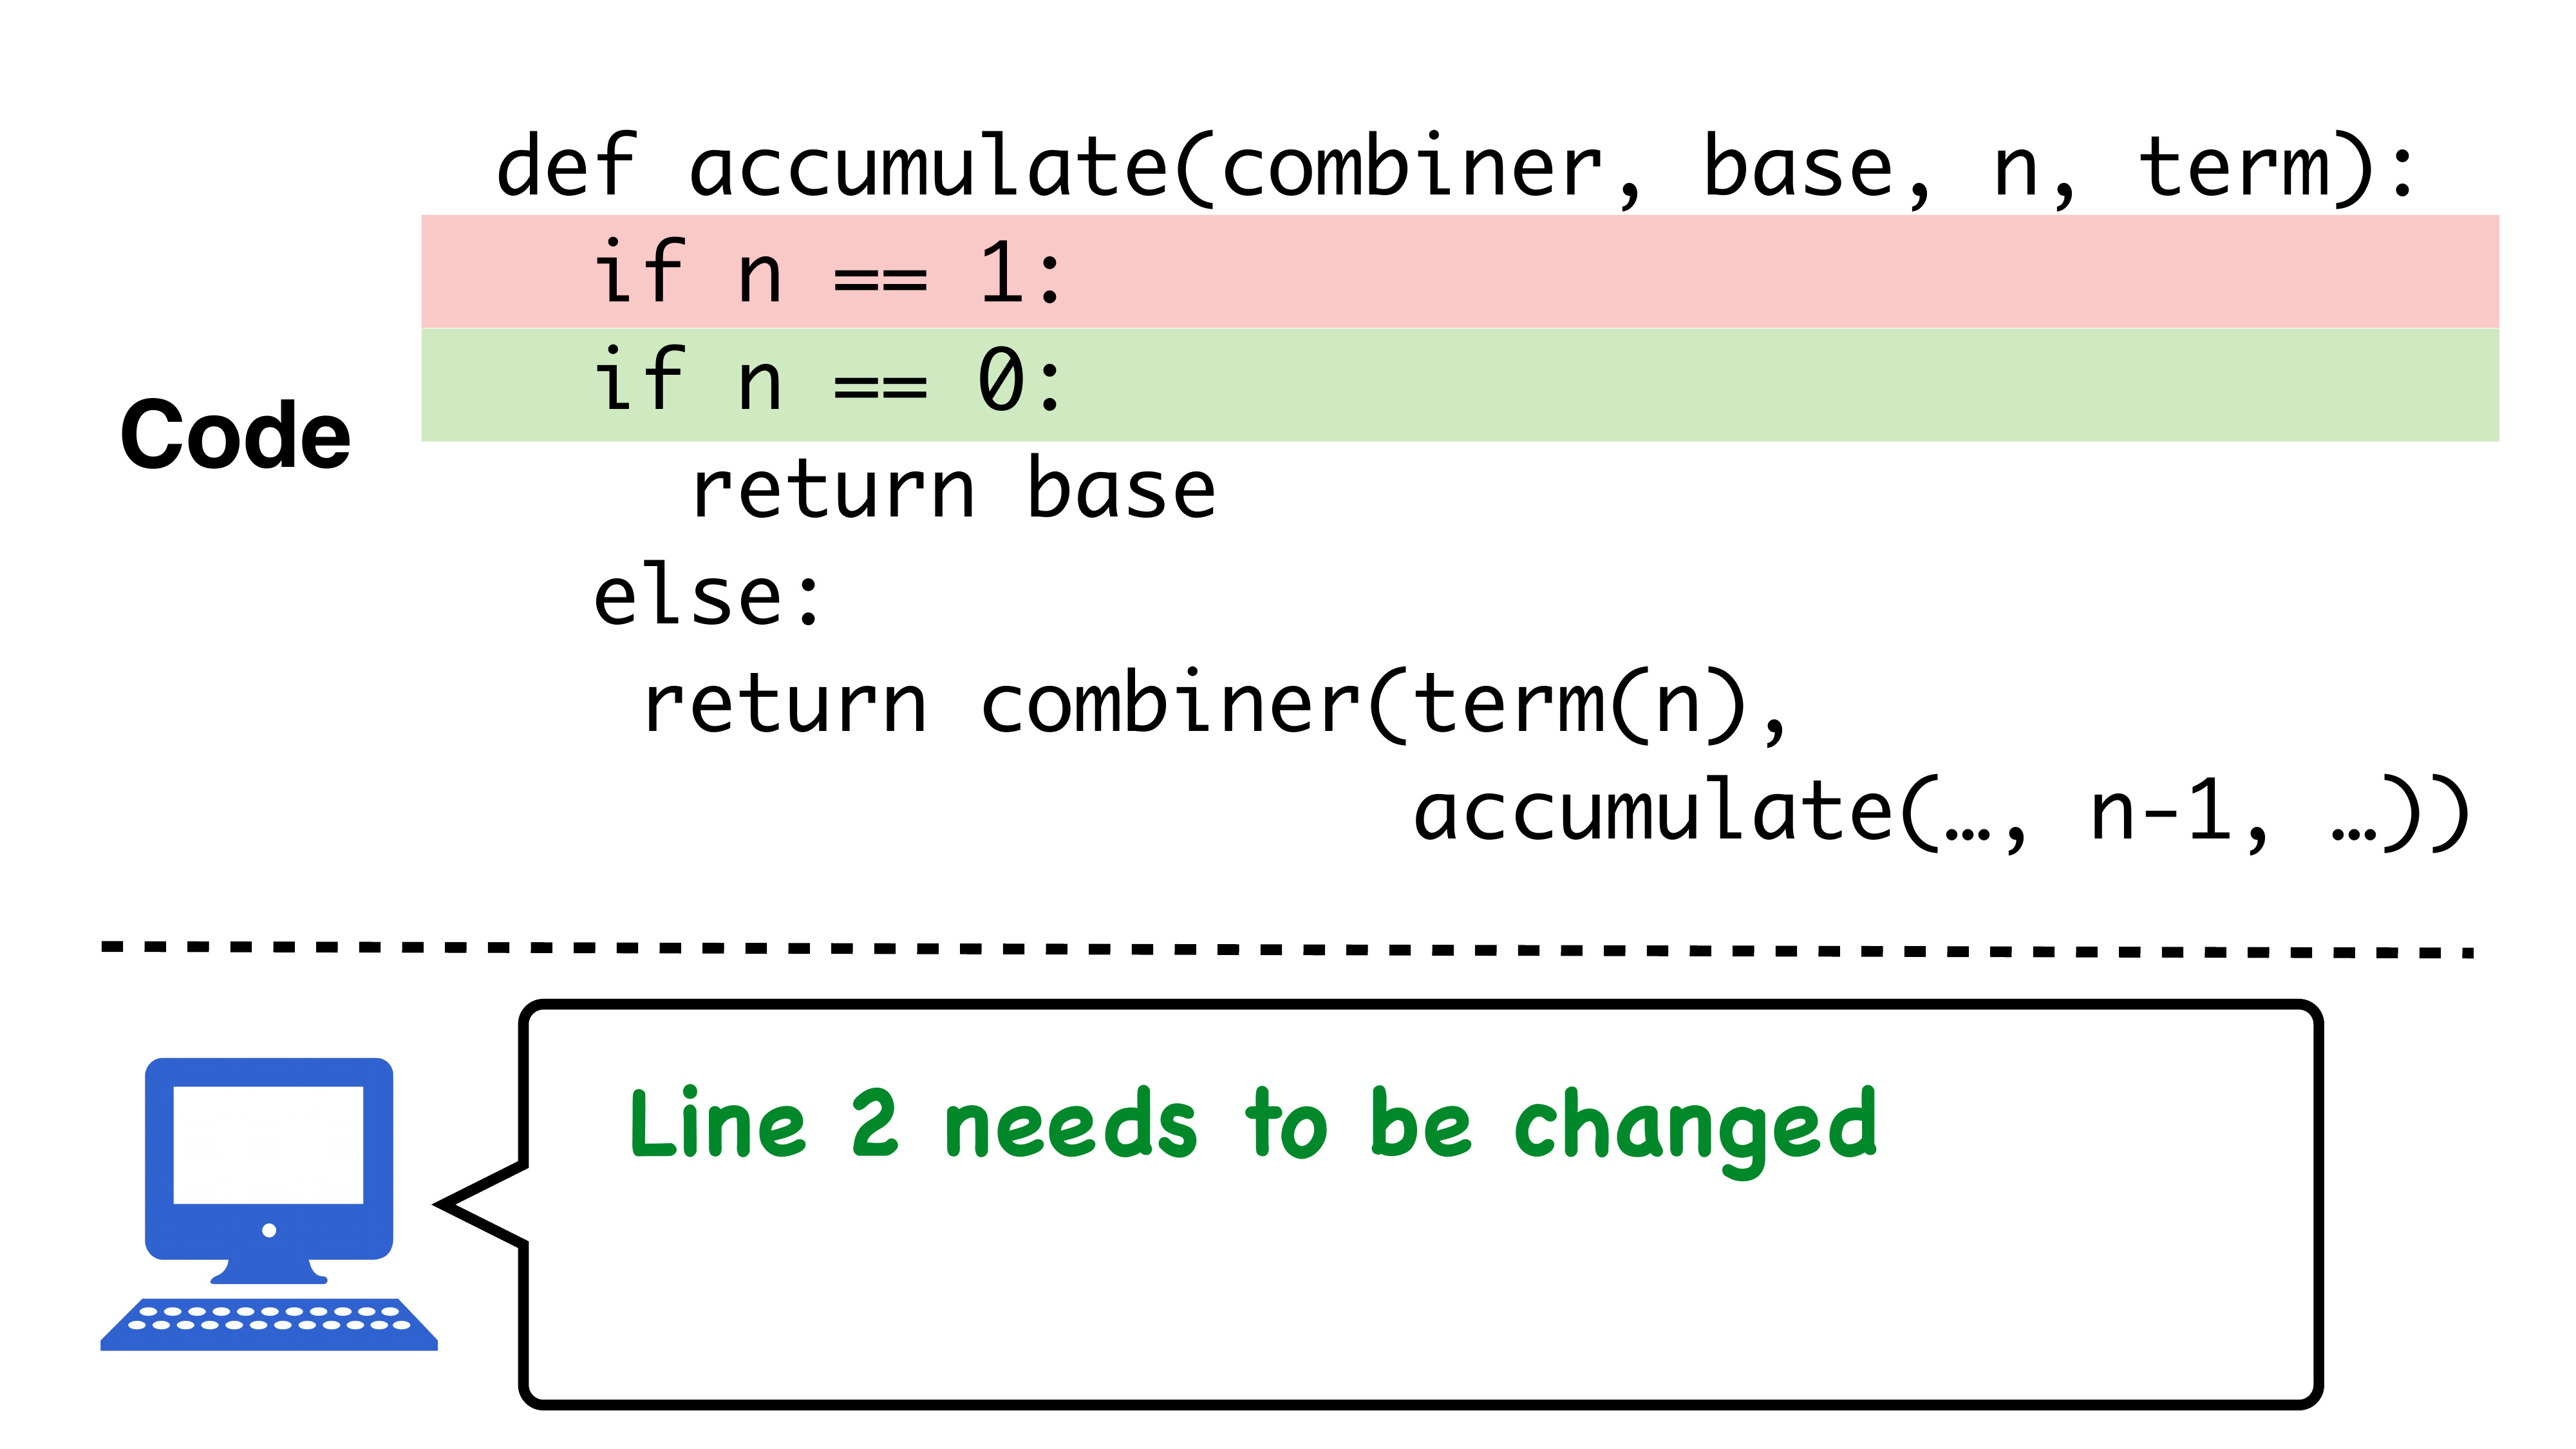 def accumulate(combiner, base, n, term):
if n == 1:
if n == 0:
Code
return base
else:
return combiner(term(n),
accumulate(…, n-1, …))
Line 2 needs to be changed